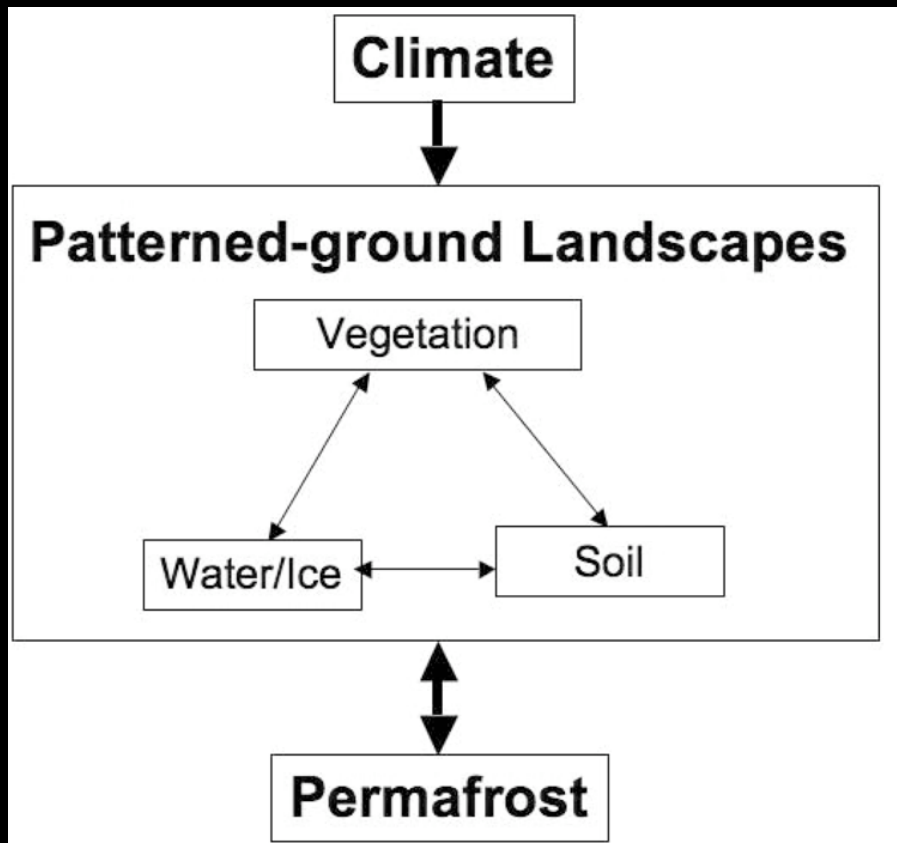 Climate
Patterned-ground Landscapes
Vegetation
Water/Ice
Soil
Permafrost